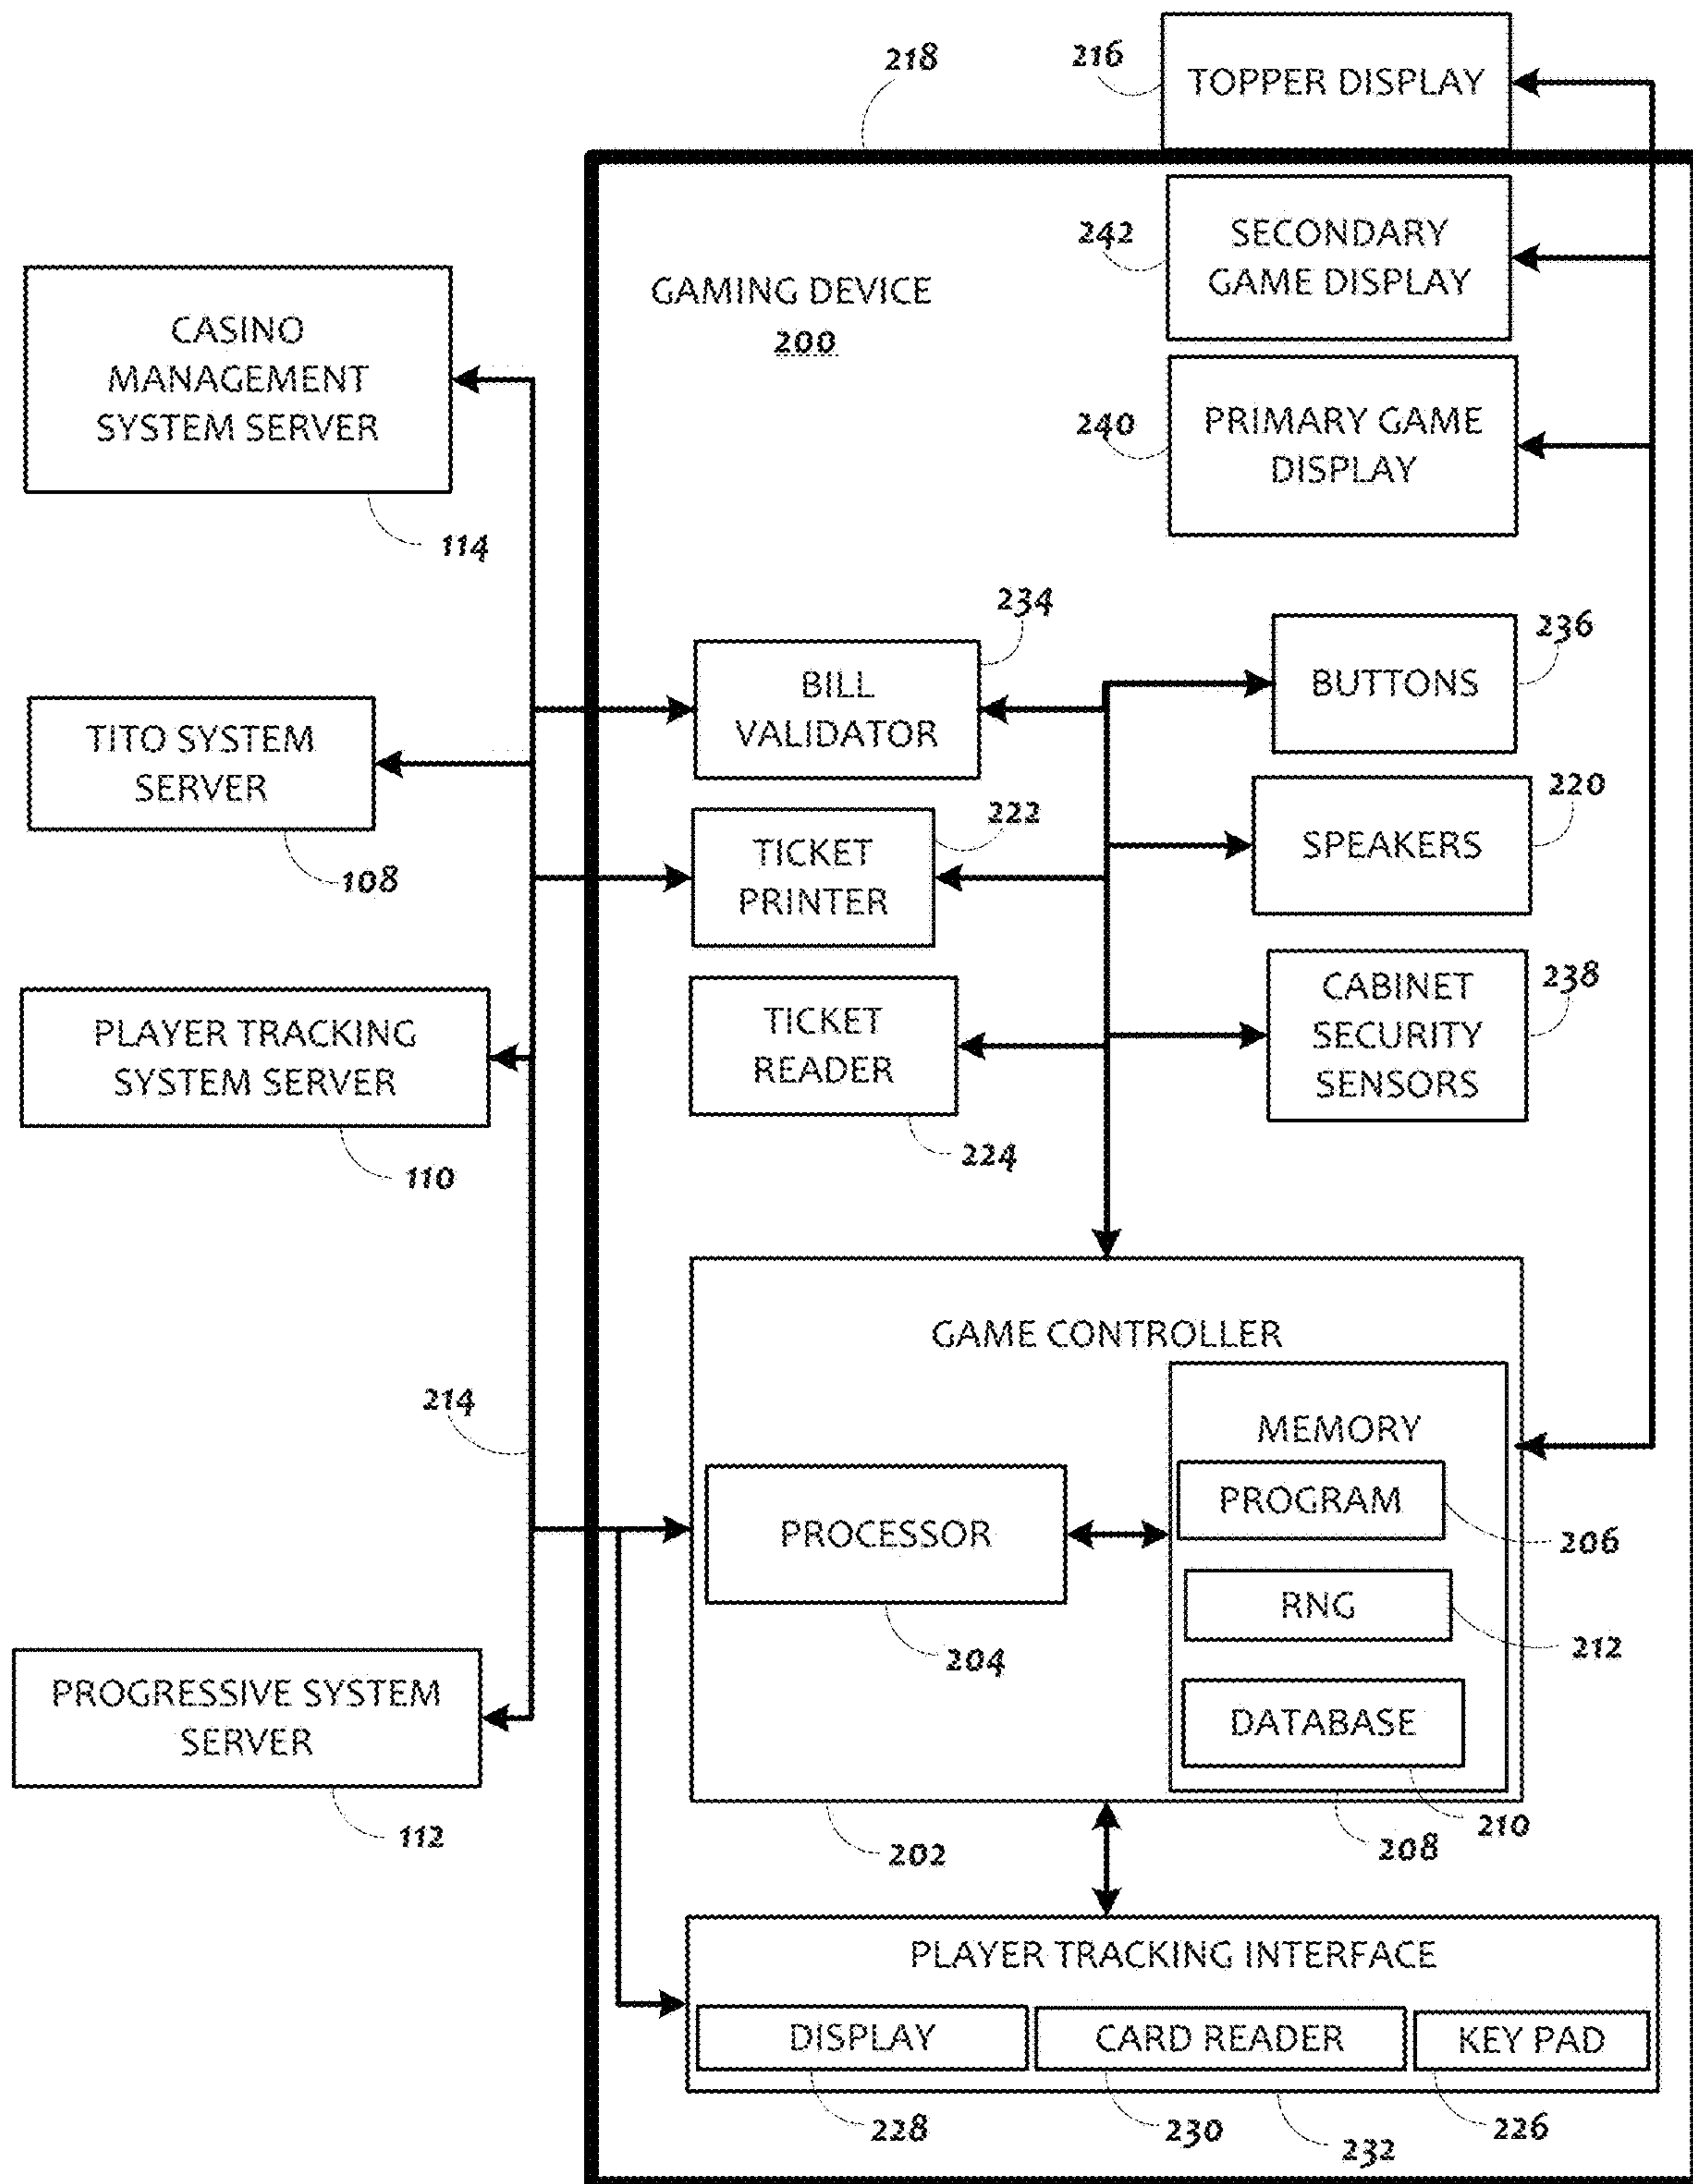 218
216
TOPPER DISPLAY
242
SECONDARY
GAME DISPLAY
GAMING DEVICE
200
CASINO
MANAGEMENT
SYSTEM SERVER
114
240
PRIMARY GAME
DISPLAY
234
BILL
VALIDATOR
236
BUTTONS
TITO SYSTEM
SERVER
108
222
TICKET
PRINTER
220
SPEAKERS
PLAYER TRACKING
SYSTEM SERVER
110
TICKET
READER
224
238
CABINET
SECURITY
SENSORS
GAME CONTROLLER
214
MEMORY
PROGRAM
206
PROCESSOR
204
RNG
212
DATABASE
210
208
202
PROGRESSIVE SYSTEM
SERVER
112
PLAYER TRACKING INTERFACE
DISPLAY
CARD READER
KEY PAD
228
230
232
226